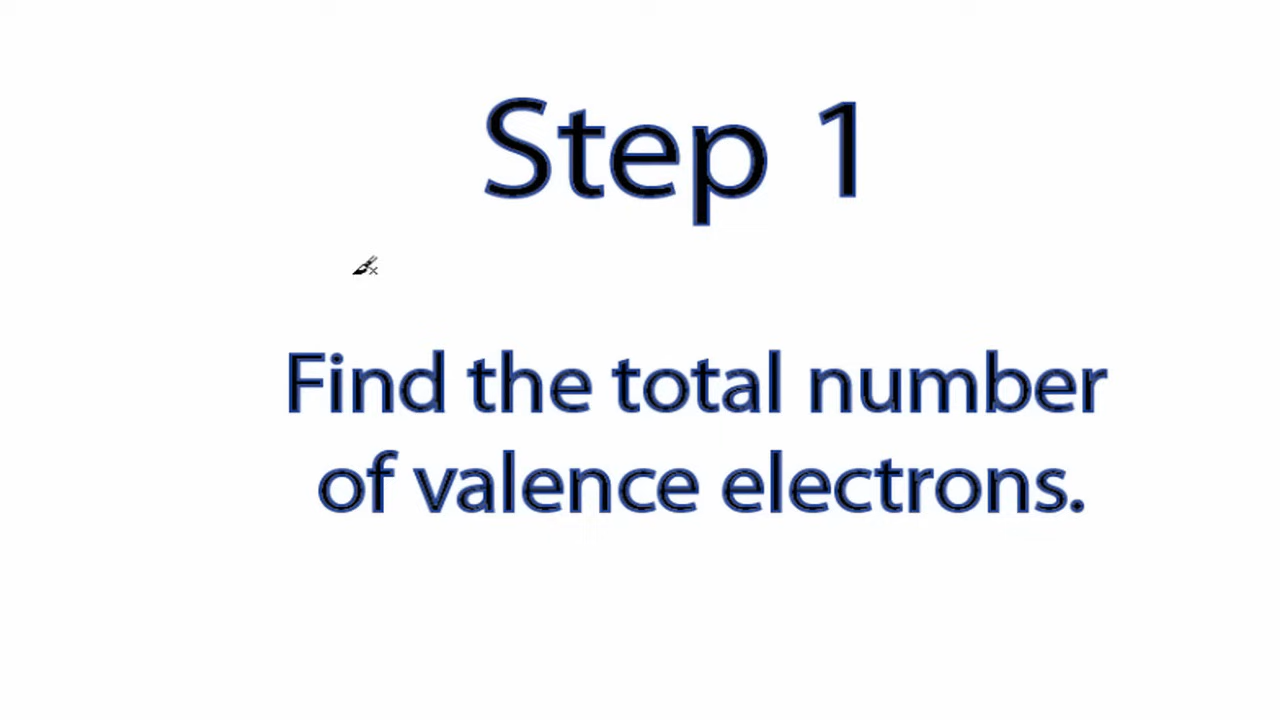 Step 1
Find the total number
of valence electrons.